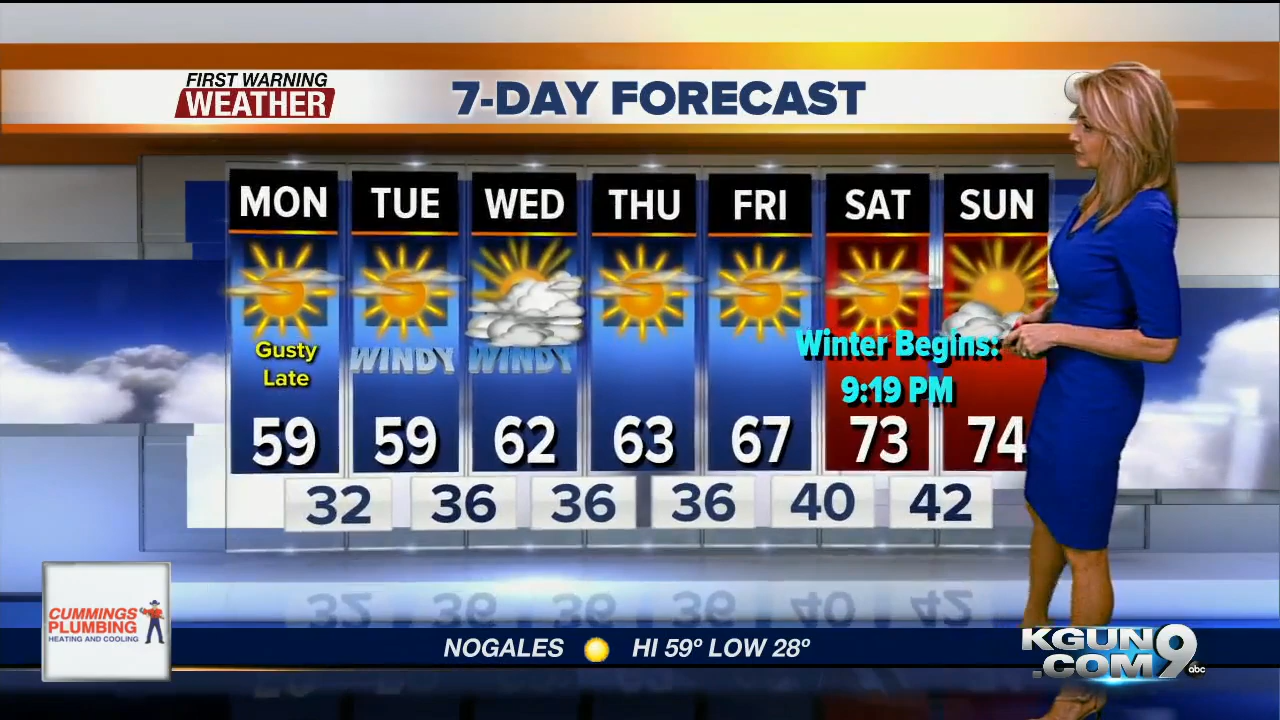 FIRST WARNING
WEATHER
7-DAY FORECAST
MON TUE WED THU FRI SAT SUN
Gusty
Late
WINDY WINDY
Winter Begins:
9:19 PM
59 59 62 63 67 73 74
32 36 36 36 40 42
CUMMINGS
PLUMBING
HEATING AND COOLING
NOGALES HI 59º LOW 28º
KGUN9
.COM
abc